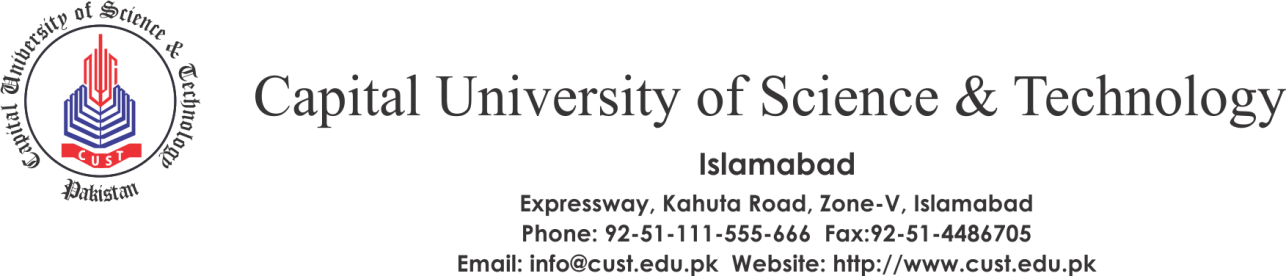 Capital University of Science & Technology
CUST
Pakistan
Capital University of Science & Technology
Islamabad
Expressway, Kahuta Road, Zone-V, Islamabad
Phone: 92-51-111-555-666 Fax:92-51-4486705
Email: info@cust.edu.pk Website: http://www.cust.edu.pk